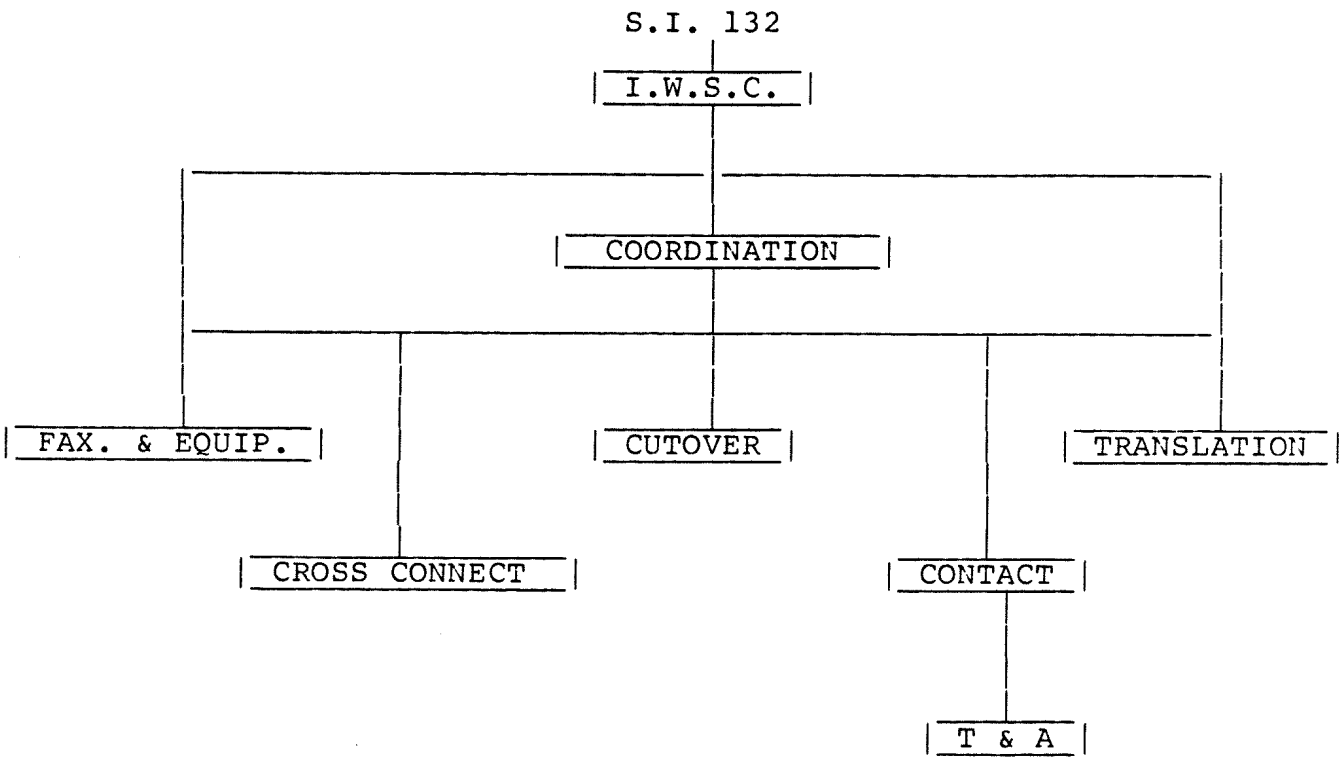 S.I. 132
I.W.S.C.
COORDINATION
FAX. & EQUIP.
CUTOVER
TRANSLATION
CROSS CONNECT
CONTACT
T & A